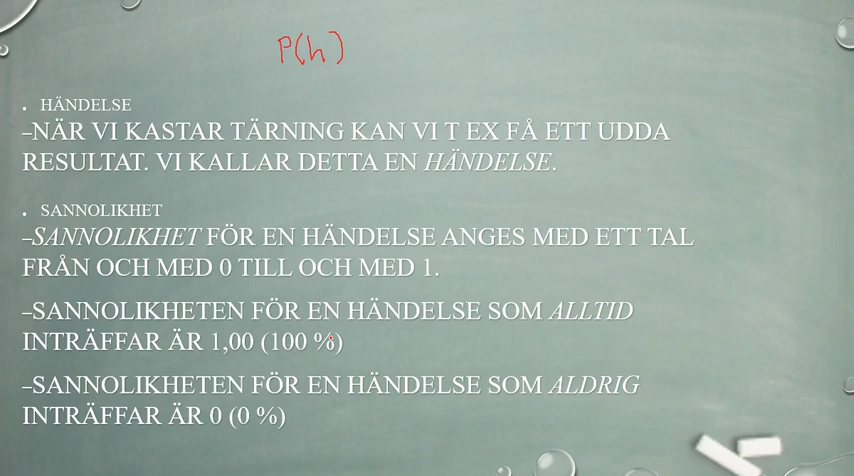 P(h)
. HÄNDELSE
–NÄR VI KASTAR TÄRNING KAN VI T EX FÅ ETT UDDA
RESULTAT. VI KALLAR DETTA EN HÄNDELSE.
. SANNOLIKHET
–SANNOLIKHET FÖR EN HÄNDELSE ANGES MED ETT TAL
FRÅN OCH MED 0 TILL OCH MED 1.
–SANNOLIKHETEN FÖR EN HÄNDELSE SOM ALLTID
INTRÄFFAR ÄR 1,00 (100 %)
–SANNOLIKHETEN FÖR EN HÄNDELSE SOM ALDRIG
INTRÄFFAR ÄR 0 (0 %)